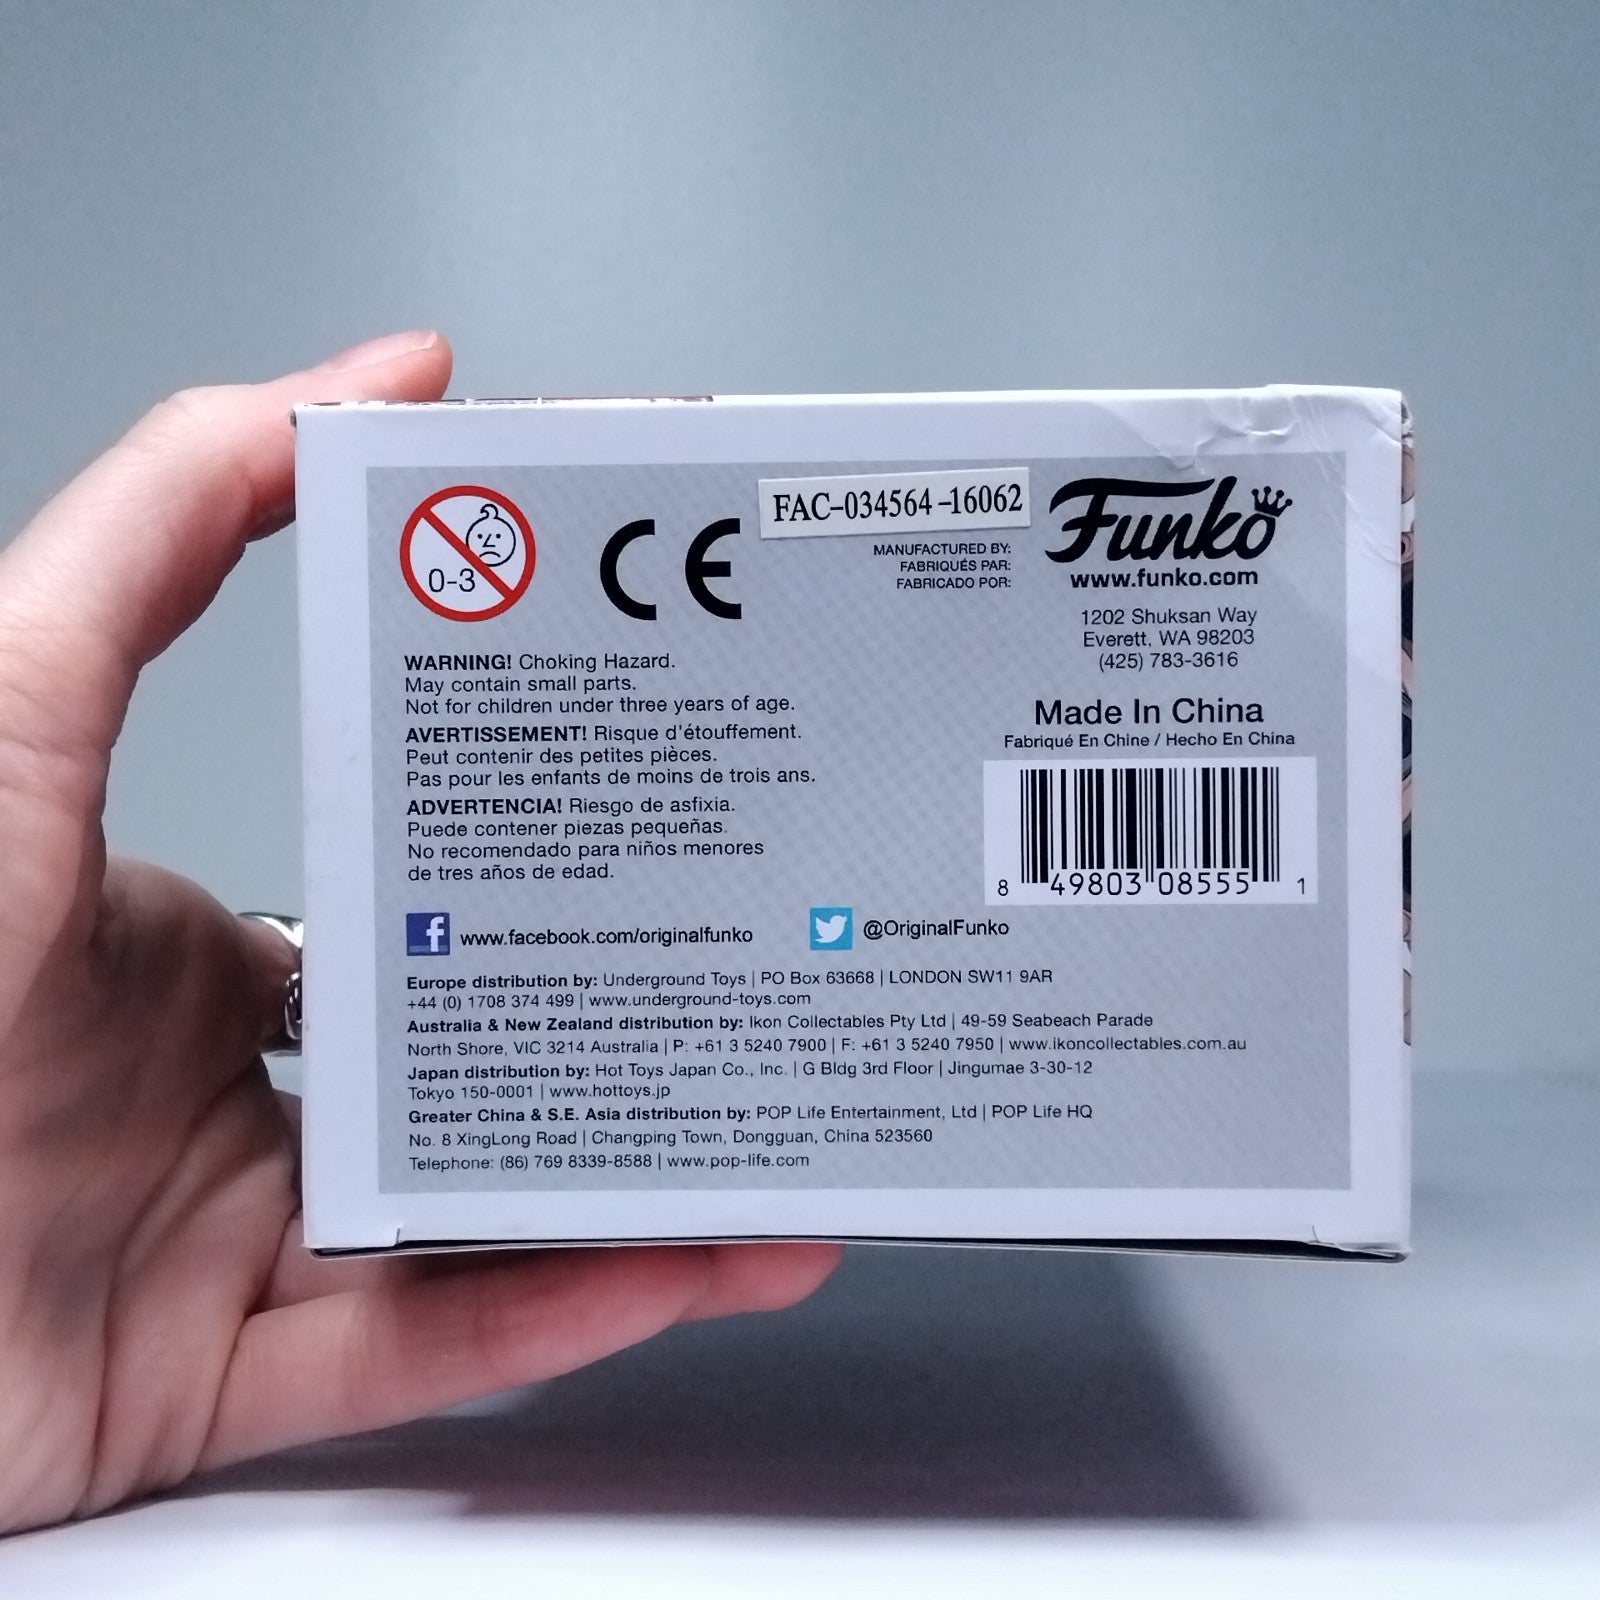 0-3
CE
FAC-034564-16062
MANUFACTURED BY:
FABRIQUÉS PAR:
FABRICADO POR:
Funko
www.funko.com
1202 Shuksan Way
Everett, WA 98203
(425) 783-3616
Made In China
Fabriqué En Chine / Hecho En China
8 49803 08555 1
WARNING! Choking Hazard.
May contain small parts.
Not for children under three years of age.
AVERTISSEMENT! Risque d'étouffement.
Peut contenir des petites pièces.
Pas pour les enfants de moins de trois ans.
ADVERTENCIA! Riesgo de asfixia.
Puede contener piezas pequeñas.
No recomendado para niños menores
de tres años de edad.
f www.facebook.com/originalfunko
@OriginalFunko
Europe distribution by: Underground Toys | PO Box 63668 | LONDON SW11 9AR
+44 (0) 1708 374 499 | www.underground-toys.com
Australia & New Zealand distribution by: Ikon Collectables Pty Ltd | 49-59 Seabeach Parade
North Shore, VIC 3214 Australia | P: +61 3 5240 7900 | F: +61 3 5240 7950 | www.ikoncollectables.com.au
Japan distribution by: Hot Toys Japan Co., Inc. | G Bldg 3rd Floor | Jingumae 3-30-12
Tokyo 150-0001 | www.hottoys.jp
Greater China & S.E. Asia distribution by: POP Life Entertainment, Ltd | POP Life HQ
No. 8 XingLong Road | Changping Town, Dongguan, China 523560
Telephone: (86) 769 8339-8588 | www.pop-life.com